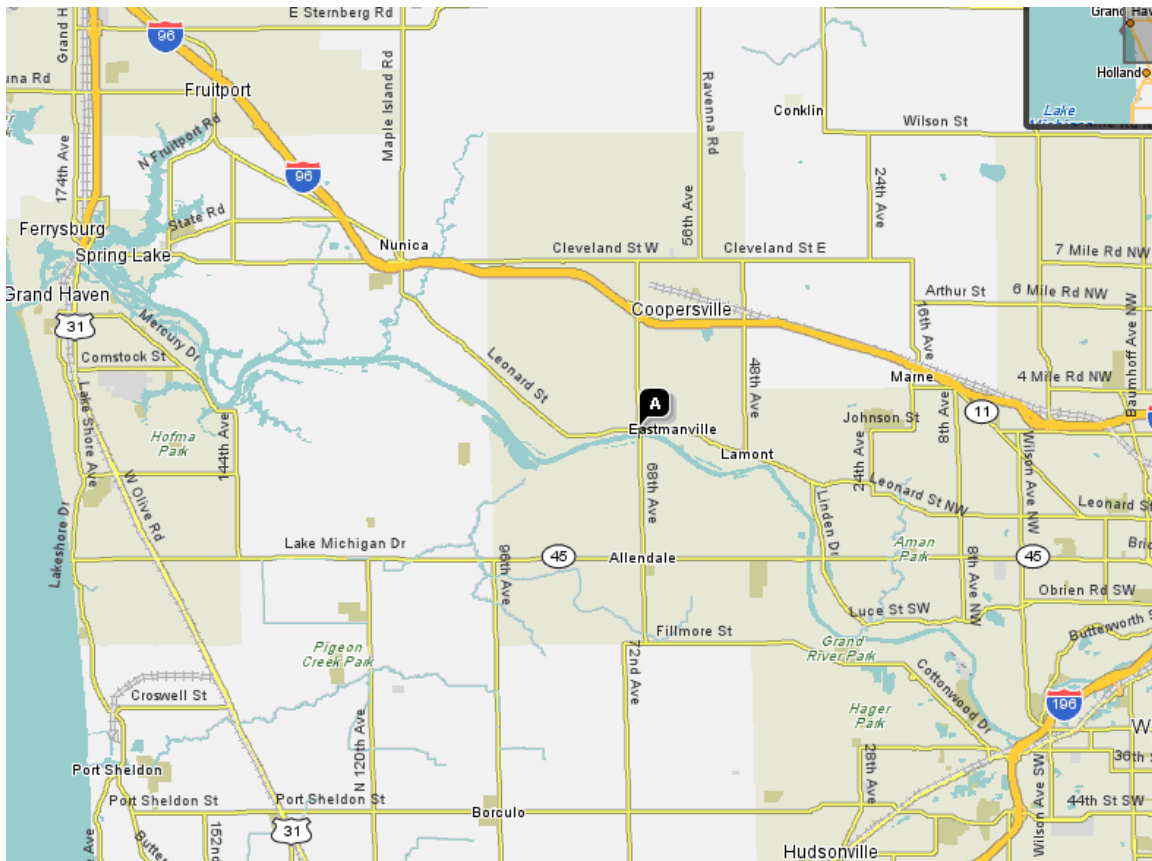 E Sternberg Rd
Grand H
Grand Hav
96
Holland
una Rd
Fruitport
Maple Island Rd
Ravenna Rd
Conklin
Lake
Wilson St
N Fruitport Rd
174th Ave
96
24th Ave
56th Ave
State Rd
Ferrysburg
Spring Lake
Nunica
Cleveland St W
Cleveland St E
7 Mile Rd NW
Grand Haven
Arthur St
6 Mile Rd NW
31
Mercury Dr
Coopersville
16th Ave
Baumhoff Ave NW
Comstock St
Leonard St
48th Ave
Marne
4 Mile Rd NW
Lake Shore Ave
A
11
8th Ave
Johnson St
Eastmanville
Hofma
Park
144th Ave
Lamont
24th Ave
Wilson Ave NW
68th Ave
Leonard St NW
Leonard St
W Olive Rd
Linden Dr
Lakeshore Dr
Aman
Park
Lake Michigan Dr
45
Allendale
45
Bric
96th Ave
8th Ave NW
Obrien Rd SW
Luce St SW
Fillmore St
Butterworth S
Pigeon
Creek Park
72nd Ave
Grand
River Park
Cottonwood Dr
Croswell St
Hager
Park
196
W
N 120th Ave
28th Ave
36th S
Port Sheldon
Wilson Ave SW
Port Sheldon St
Port Sheldon St
44th St SW
Borculo
31
152nd
Butter
e Ave
Hudsonville